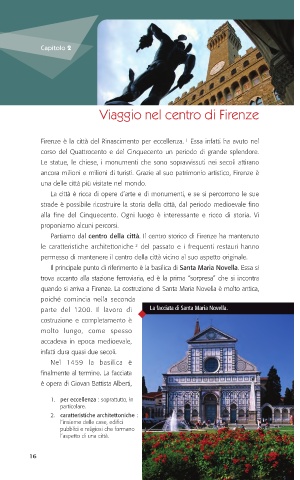 Capitolo 2
Viaggio nel centro di Firenze
Firenze è la città del Rinascimento per eccellenza. 1 Essa infatti ha avuto nel
corso del Quattrocento e del Cinquecento un periodo di grande splendore.
Le statue, le chiese, i monumenti che sono sopravvissuti nei secoli attirano
ancora milioni e milioni di turisti. Grazie al suo patrimonio artistico, Firenze è
una delle città più visitate nel mondo.
La città è ricca di opere d'arte e di monumenti, e se si percorrono le sue
strade è possibile ricostruire la storia della città, dal periodo medioevale fino
alla fine del Cinquecento. Ogni luogo è interessante e ricco di storia. Vi
proponiamo alcuni percorsi.
Partiamo dal centro della città. Il centro storico di Firenze ha mantenuto
le caratteristiche architettoniche 2 del passato e i frequenti restauri hanno
permesso di mantenere il centro della città vicino al suo aspetto originale.
Il principale punto di riferimento è la basilica di Santa Maria Novella. Essa si
trova accanto alla stazione ferroviaria, ed è la prima "sorpresa" che si incontra
quando si arriva a Firenze. La costruzione di Santa Maria Novella è molto antica,
poiché comincia nella seconda
parte del 1200. Il lavoro di
costruzione e completamento è
molto lungo, come spesso
accadeva in epoca medioevale,
infatti dura quasi due secoli.
Nel 1459 la basilica è
finalmente al termine. La facciata
è opera di Giovan Battista Alberti,
La facciata di Santa Maria Novella.
1. per eccellenza : soprattutto, in
particolare.
2. caratteristiche architettoniche :
l'insieme delle case, edifici
pubblici e religiosi che formano
l'aspetto di una città.
16